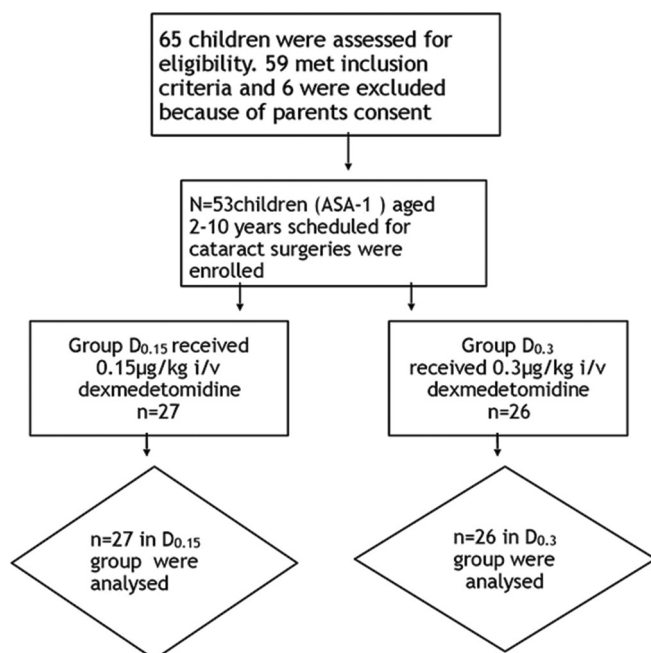 65 children were assessed for
eligibility. 59 met inclusion
criteria and 6 were excluded
because of parents consent
N=53children (ASA-1 ) aged
2-10 years scheduled for
cataract surgeries were
enrolled
Group D0.15 received
0.15µg/kg i/v
dexmedetomidine
n=27
Group D0.3
received 0.3µg/kg i/v
dexmedetomidine
n=26
n=27 in D0.15
group were
analysed
n=26 in D0.3
group were
analysed